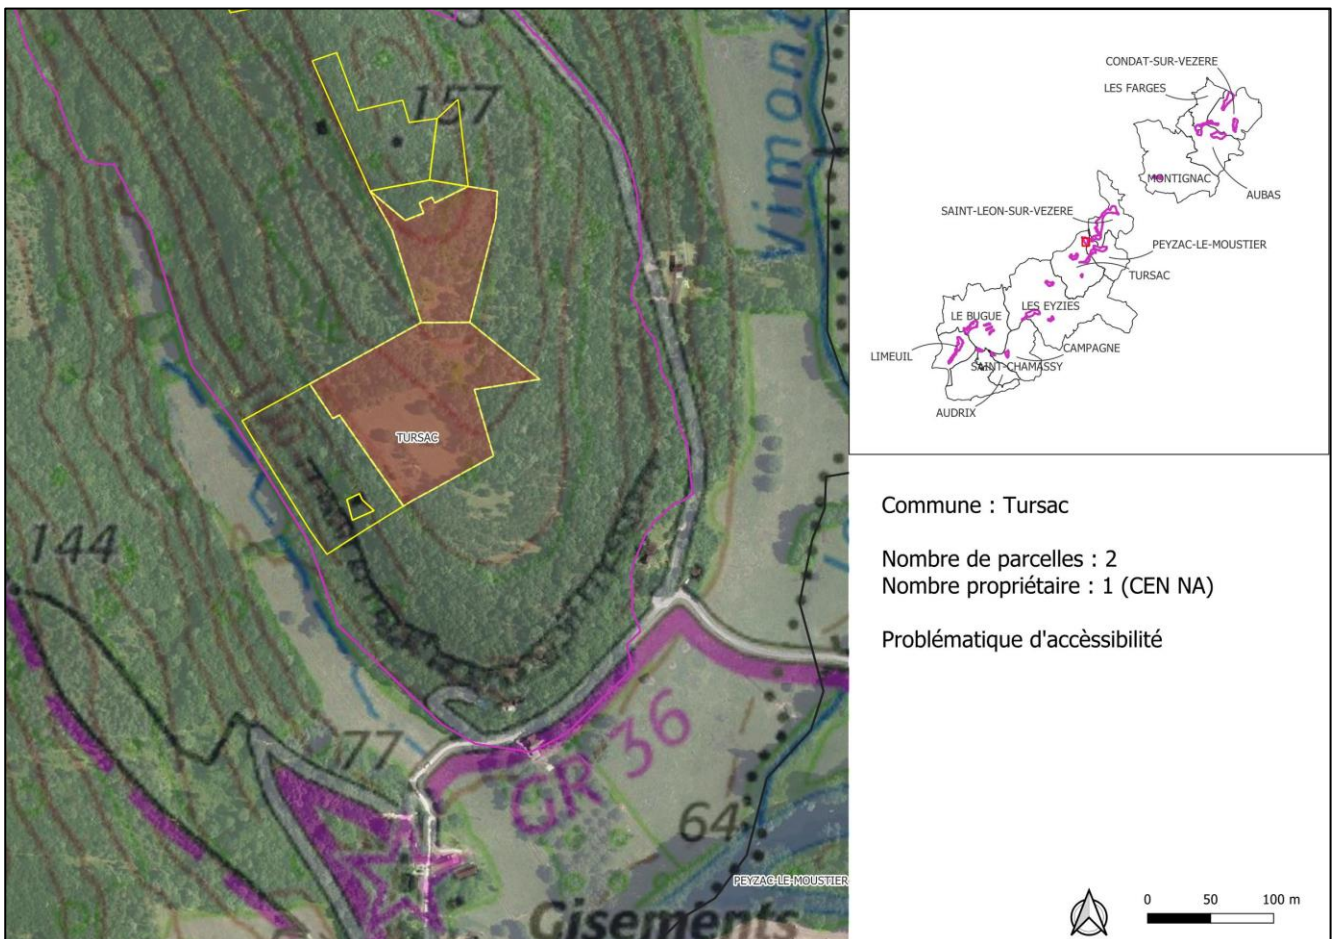 157
Vimont
TURSAC
144
77
GR 36
64
PEYZAC-LE-MOUSTIER
Gisements
CONDAT-SUR-VEZERE
LES FARGES
MONTIGNAC
AUBAS
SAINT-LEON-SUR-VEZERE
PEYZAC-LE-MOUSTIER
TURSAC
LES EYZIES
LE BUGUE
LIMEUIL
CAMPAGNE
SAINT-CHAMASSY
AUDRIX
Commune : Tursac
Nombre de parcelles : 2
Nombre propriétaire : 1 (CEN NA)
Problématique d'accèssibilité
0 50 100 m